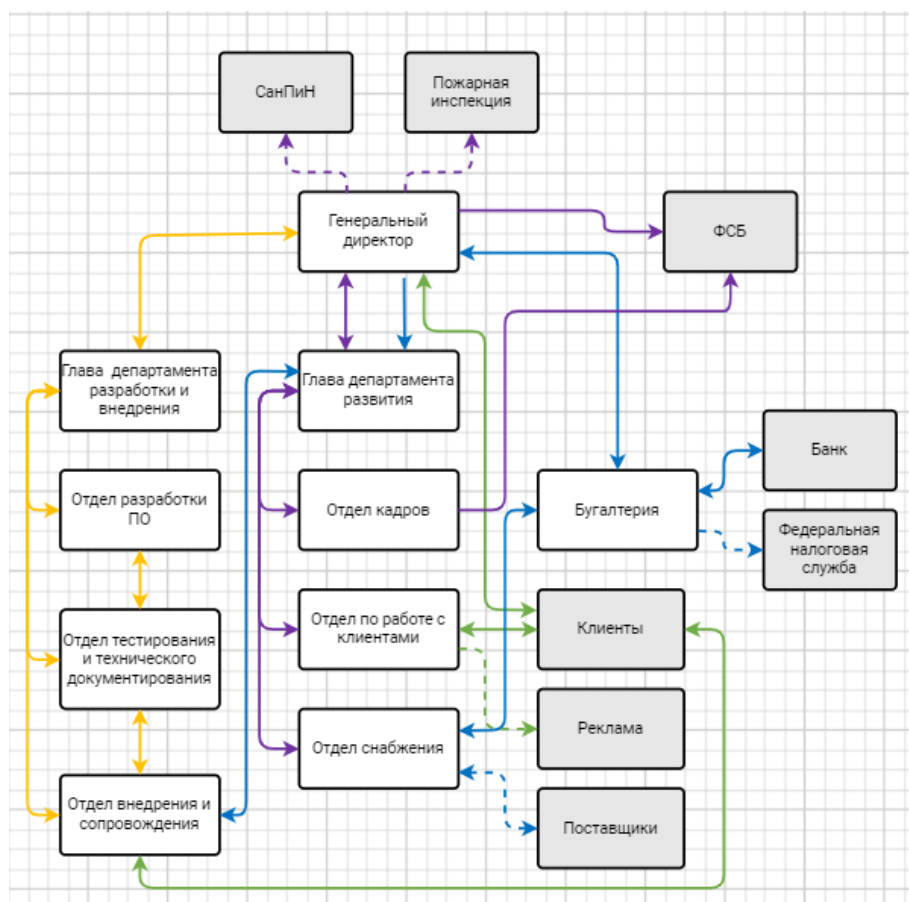 СанПиН
Пожарная
инспекция
Генеральный
директор
ФСБ
Глава департамента
разработки и
внедрения
Глава департамента
развития
Банк
Отдел разработки
ПО
Отдел кадров
Бугалтерия
Федеральная
налоговая
служба
Отдел тестирования
и технического
документирования
Отдел по работе с
клиентами
Клиенты
Отдел снабжения
Реклама
Отдел внедрения и
сопровождения
Поставщики